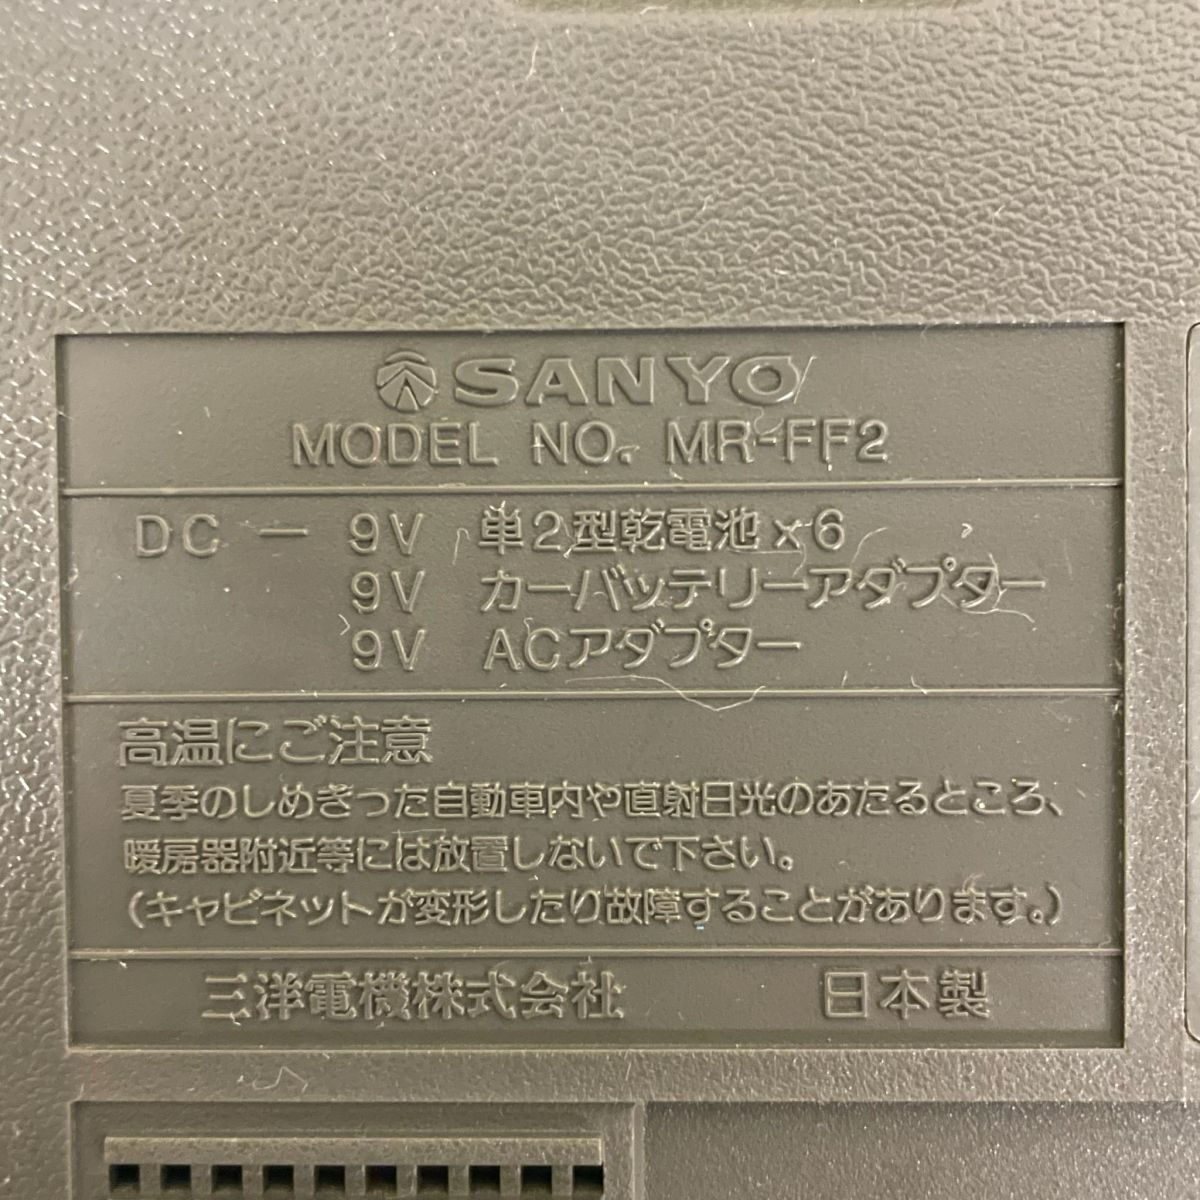 SANYO
MODEL NO. MR-FF2
DC - 9V 単2型乾電池×6
9V カーバッテリーアダプター
9V ACアダプター
高温にご注意
夏季のしめきった自動車内や直射日光のあたるところ、
暖房器附近等には放置しないで下さい。
(キャビネットが変形したり故障することがあります。)
三洋電機株式会社 日本製